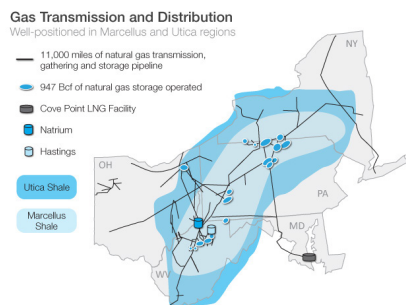 Gas Transmission and Distribution
Well-positioned in Marcellus and Utica regions
11,000 miles of natural gas transmission,
gathering and storage pipeline
947 Bcf of natural gas storage operated
Cove Point LNG Facility
Natrium
Hastings
Utica Shale
Marcellus
Shale
NY
OH
PA
MD
WV